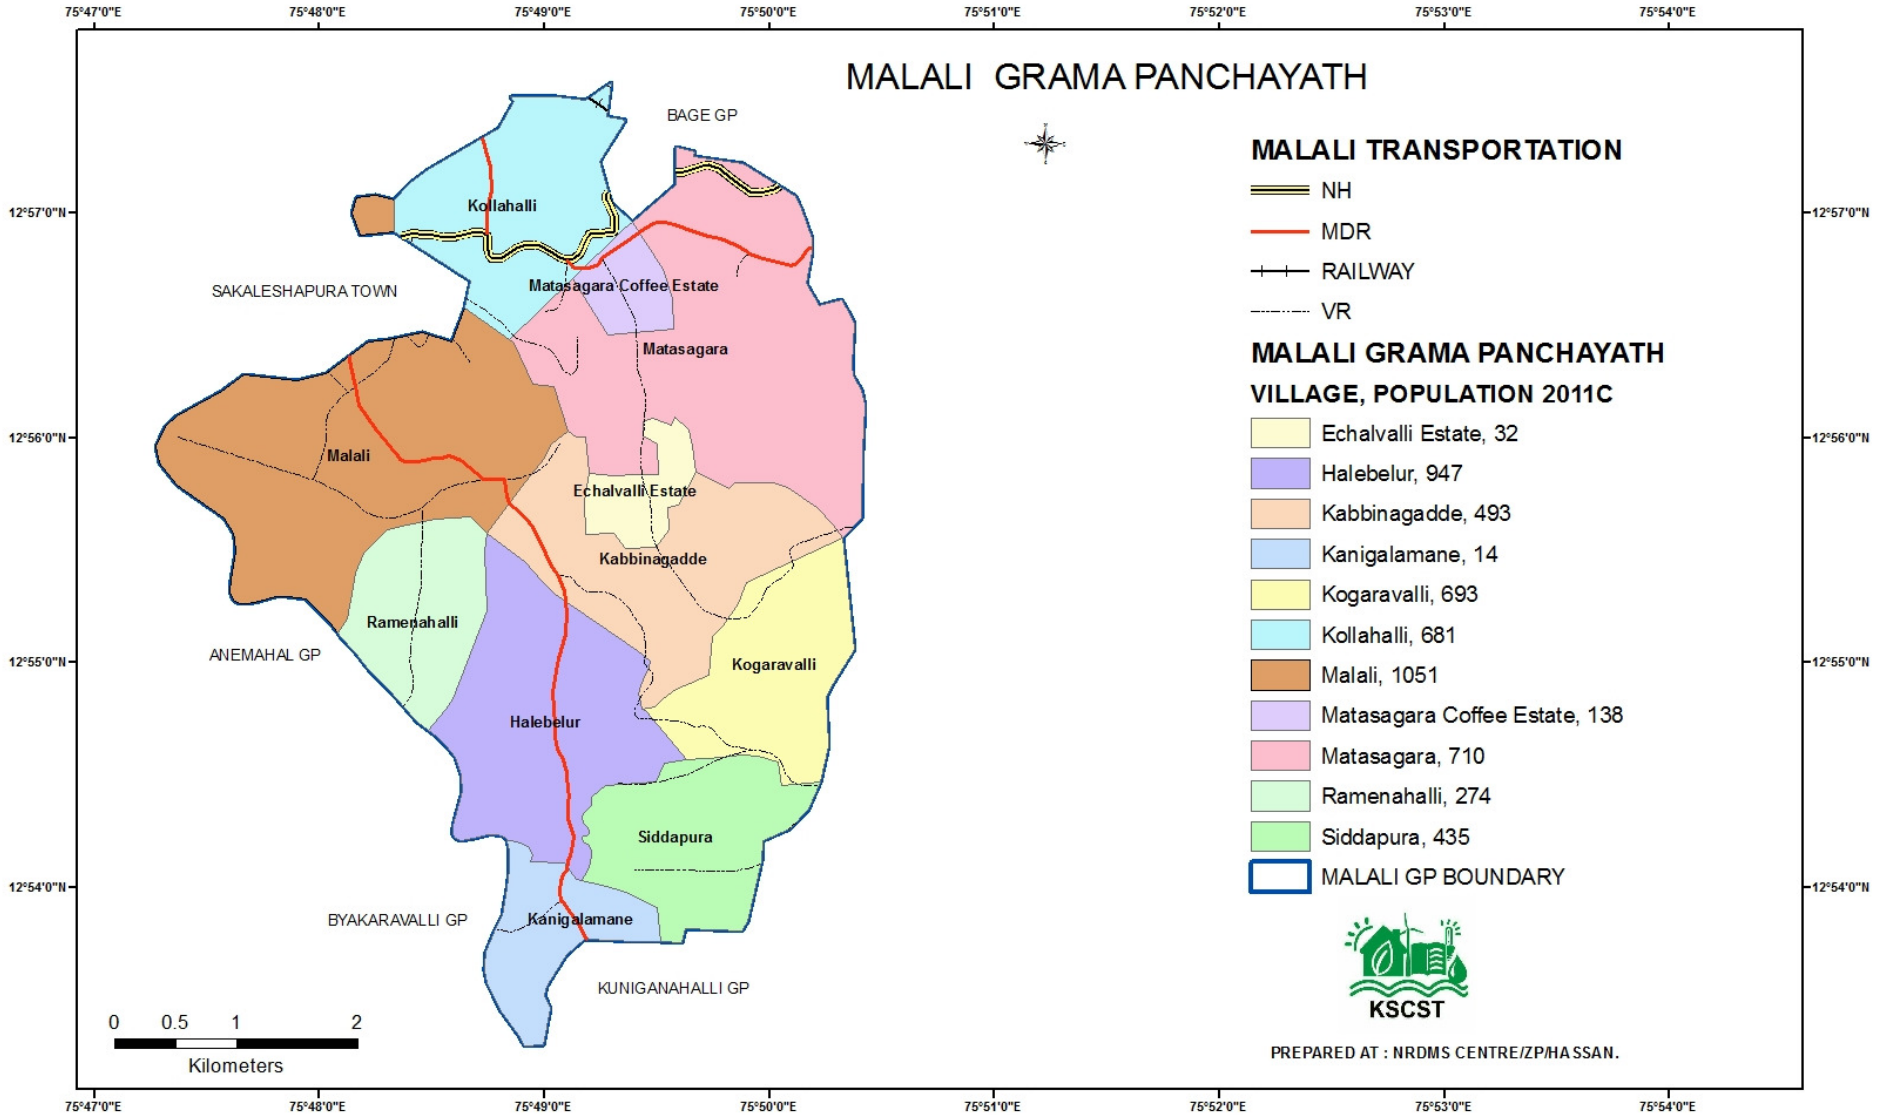 75°47'0"E 75°48'0"E 75°49'0"E 75°50'0"E 75°51'0"E 75°52'0"E 75°53'0"E 75°54'0"E
MALALI GRAMA PANCHAYATH
BAGE GP
MALALI TRANSPORTATION
NH
MDR
RAILWAY
VR
MALALI GRAMA PANCHAYATH
VILLAGE, POPULATION 2011C
Echalvalli Estate, 32
Halebelur, 947
Kabbinagadde, 493
Kanigalamane, 14
Kogaravalli, 693
Kollahalli, 681
Malali, 1051
Matasagara Coffee Estate, 138
Matasagara, 710
Ramenahalli, 274
Siddapura, 435
MALALI GP BOUNDARY
KSCST
PREPARED AT : NRDMS CENTRE/ZP/HASSAN.
12°57'0"N 12°57'0"N
Kollahalli
SAKALESHAPURA TOWN
Matasagara Coffee Estate
Matasagara
12°56'0"N 12°56'0"N
Malali
Echalvalli Estate
Kabbinagadde
Ramenahalli
ANEMAHAL GP
12°55'0"N 12°55'0"N
Kogaravalli
Halebelur
Siddapura
12°54'0"N 12°54'0"N
BYAKARAVALLI GP
Kanigalamane
KUNIGANAHALLI GP
0 0.5 1 2
Kilometers
75°47'0"E 75°48'0"E 75°49'0"E 75°50'0"E 75°51'0"E 75°52'0"E 75°53'0"E 75°54'0"E